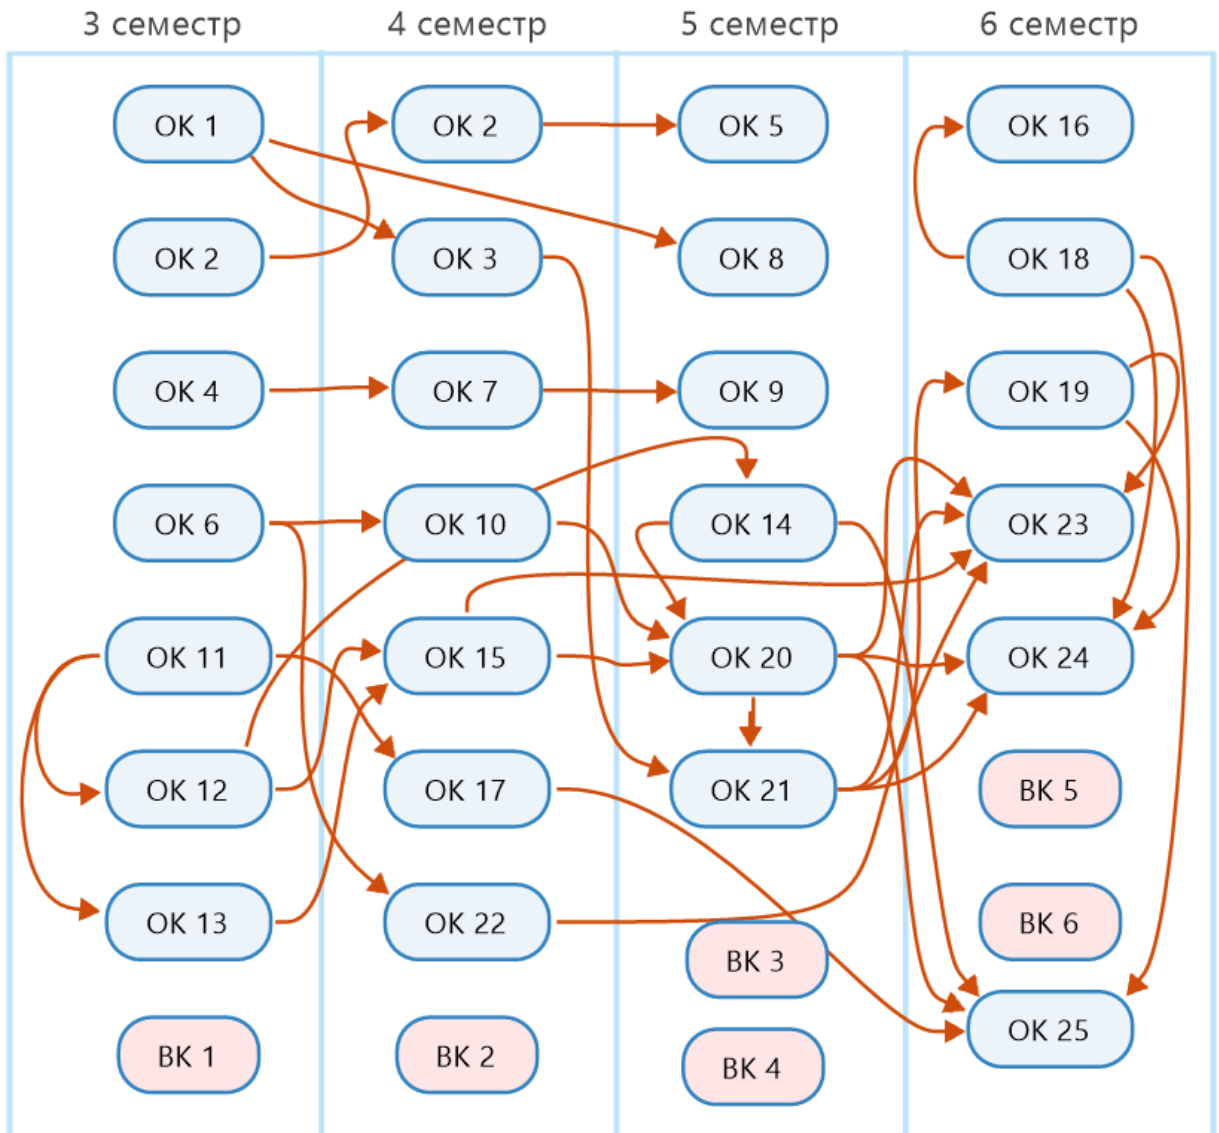 3 семестр 4 семестр 5 семестр 6 семестр
ОК 1 ОК 2 ОК 5 ОК 16
ОК 2 ОК 3 ОК 8 ОК 18
ОК 4 ОК 7 ОК 9 ОК 19
ОК 6 ОК 10 ОК 14 ОК 23
ОК 11 ОК 15 ОК 20 ОК 24
ОК 12 ОК 17 ОК 21 ВК 5
ОК 13 ОК 22 ВК 3 ВК 6
ВК 1 ВК 2 ВК 4 ОК 25